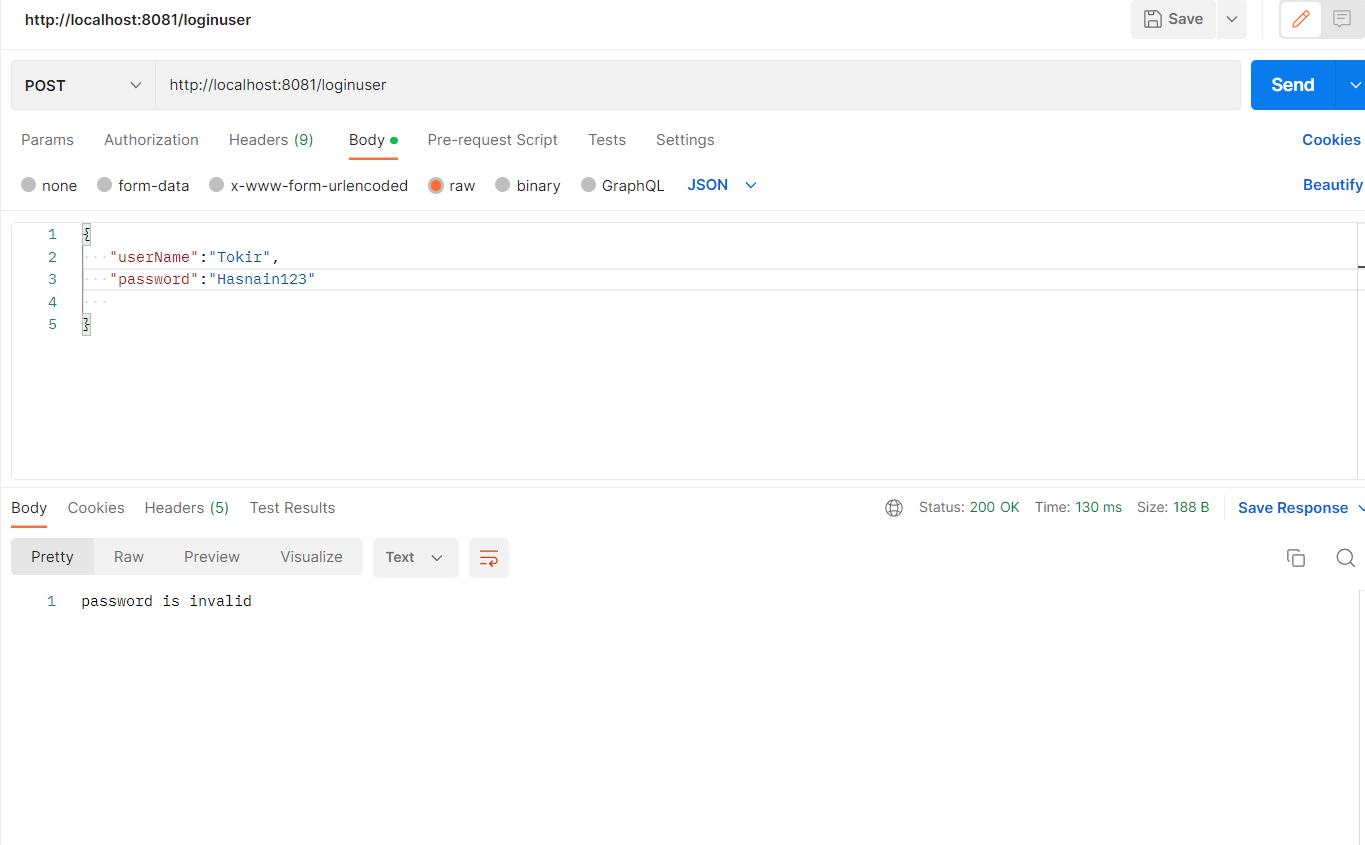 http://localhost:8081/loginuser Save
POST http://localhost:8081/loginuser Send
Params Authorization Headers (9) Body Pre-request Script Tests Settings Cookies
none form-data x-www-form-urlencoded raw binary GraphQL JSON Beautify
1 {
2 "userName":"Tokir",
3 "password":"Hasnain123"
4
5 }
Body Cookies Headers (5) Test Results Status: 200 OK Time: 130 ms Size: 188 B Save Response
Pretty Raw Preview Visualize Text
1 password is invalid